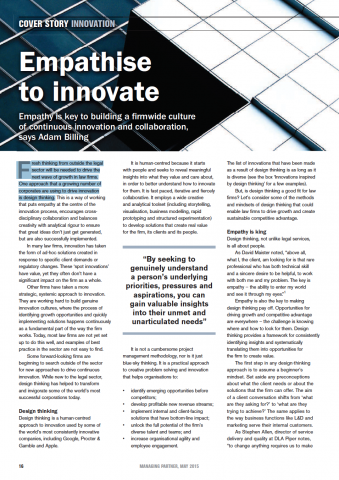 COVER STORY INNOVATION
Empathise
to innovate
Empathy is key to building a firmwide culture
of continuous innovation and collaboration,
says Adam Billing
Fresh thinking from outside the legal
sector will be needed to drive the
next wave of growth in law firms.
One approach that a growing number of
corporates are using to drive innovation
is design thinking. This is a way of working
that puts empathy at the centre of the
innovation process, encourages cross-
disciplinary collaboration and balances
creativity with analytical rigour to ensure
that great ideas don't just get generated,
but are also successfully implemented.
In many law firms, innovation has taken
the form of ad-hoc solutions created in
response to specific client demands or
regulatory changes. These 'spot innovations'
have value, yet they often don't have a
significant impact on the firm as a whole.
Other firms have taken a more
strategic, systemic approach to innovation.
They are working hard to build genuine
innovation cultures, where the process of
identifying growth opportunities and quickly
implementing solutions happens continuously
as a fundamental part of the way the firm
works. Today, most law firms are not yet set
up to do this well, and examples of best
practice in the sector are not easy to find.
Some forward-looking firms are
beginning to search outside of the sector
for new approaches to drive continuous
innovation. While new to the legal sector,
design thinking has helped to transform
and invigorate some of the world's most
successful corporations today.
Design thinking
Design thinking is a human-centred
approach to innovation used by some of
the world's most consistently innovative
companies, including Google, Procter &
Gamble and Apple.
It is human-centred because it starts
with people and seeks to reveal meaningful
insights into what they value and care about,
in order to better understand how to innovate
for them. It is fast paced, iterative and fiercely
collaborative. It employs a wide creative
and analytical toolset (including storytelling,
visualisation, business modelling, rapid
prototyping and structured experimentation)
to develop solutions that create real value
for the firm, its clients and its people.
"By seeking to
genuinely understand
a person's underlying
priorities, pressures and
aspirations, you can
gain valuable insights
into their unmet and
unarticulated needs"
It is not a cumbersome project
management methodology, nor is it just
blue-sky thinking. It is a practical approach
to creative problem solving and innovation
that helps organisations to:
• identify emerging opportunities before
competitors;
• develop profitable new revenue streams;
• implement internal and client-facing
solutions that have bottom-line impact;
• unlock the full potential of the firm's
diverse talent and teams; and
• increase organisational agility and
employee engagement.
The list of innovations that have been made
as a result of design thinking is as long as it
is diverse (see the box 'Innovations inspired
by design thinking' for a few examples).
But, is design thinking a good fit for law
firms? Let's consider some of the methods
and mindsets of design thinking that could
enable law firms to drive growth and create
sustainable competitive advantage.
Empathy is king
Design thinking, not unlike legal services,
is all about people.
As David Maister noted, "above all,
what I, the client, am looking for is that rare
professional who has both technical skill
and a sincere desire to be helpful, to work
with both me and my problem. The key is
empathy – the ability to enter my world
and see it through my eyes".
Empathy is also the key to making
design thinking pay off. Opportunities for
driving growth and competitive advantage
are everywhere – the challenge is knowing
where and how to look for them. Design
thinking provides a framework for consistently
identifying insights and systematically
translating them into opportunities for
the firm to create value.
The first step in any design thinking
approach is to assume a beginner's
mindset. Set aside any preconceptions
about what the client needs or about the
solutions that the firm can offer. The aim
of a client conversation shifts from 'what
are they asking for?' to 'what are they
trying to achieve?' The same applies to
the way business functions like L&D and
marketing serve their internal customers.
As Stephen Allen, director of service
delivery and quality at DLA Piper notes,
"to change anything requires us to make
16
MANAGING PARTNER, MAY 2015